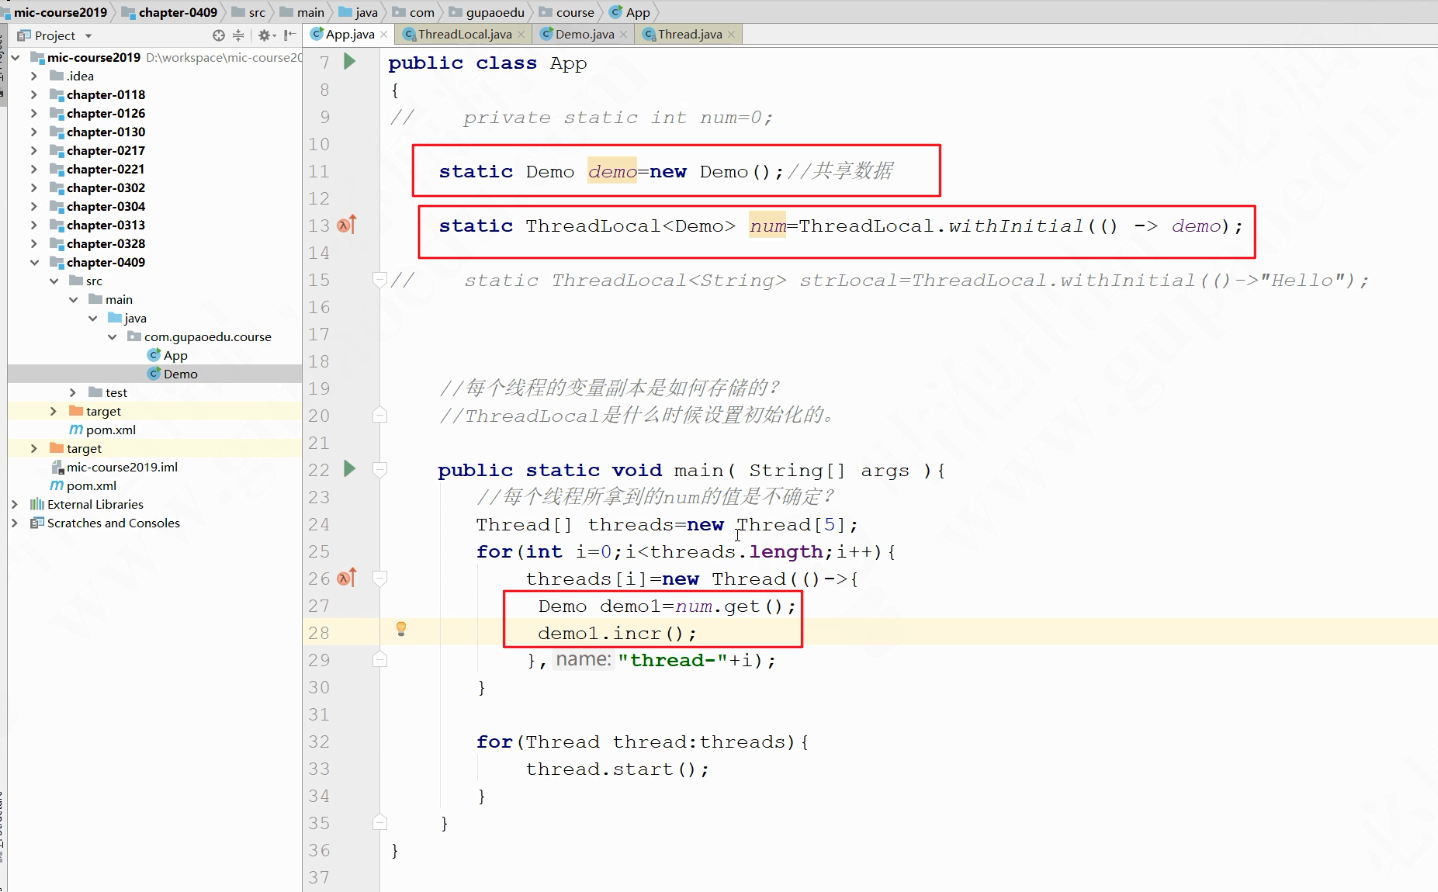 mic-course2019 chapter-0409 src main java com gupaoedu course App
Project
App.java ThreadLocal.java Demo.java Thread.java
mic-course2019 D:\workspace\mic-course20
.idea
chapter-0118
chapter-0126
chapter-0130
chapter-0217
chapter-0221
chapter-0302
chapter-0304
chapter-0313
chapter-0328
chapter-0409
src
main
java
com.gupaoedu.course
App
Demo
test
target
pom.xml
target
mic-course2019.iml
pom.xml
External Libraries
Scratches and Consoles
7 public class App
8 {
9 // private static int num=0;
10
11 static Demo demo=new Demo();//共享数据
12
13 static ThreadLocal<Demo> num=ThreadLocal.withInitial(() -> demo);
14
15 // static ThreadLocal<String> strLocal=ThreadLocal.withInitial(()->"Hello");
16
17
18
19 //每个线程的变量副本是如何存储的?
20 //ThreadLocal是什么时候设置初始化的。
21
22 public static void main( String[] args ){
23 //每个线程所拿到的num的值是不确定?
24 Thread[] threads=new Thread[5];
25 for(int i=0;i<threads.length;i++){
26 threads[i]=new Thread(()->{
27 Demo demo1=num.get();
28 demo1.incr();
29 }, name: "thread-"+i);
30 }
31
32 for(Thread thread:threads){
33 thread.start();
34 }
35 }
36 }
37